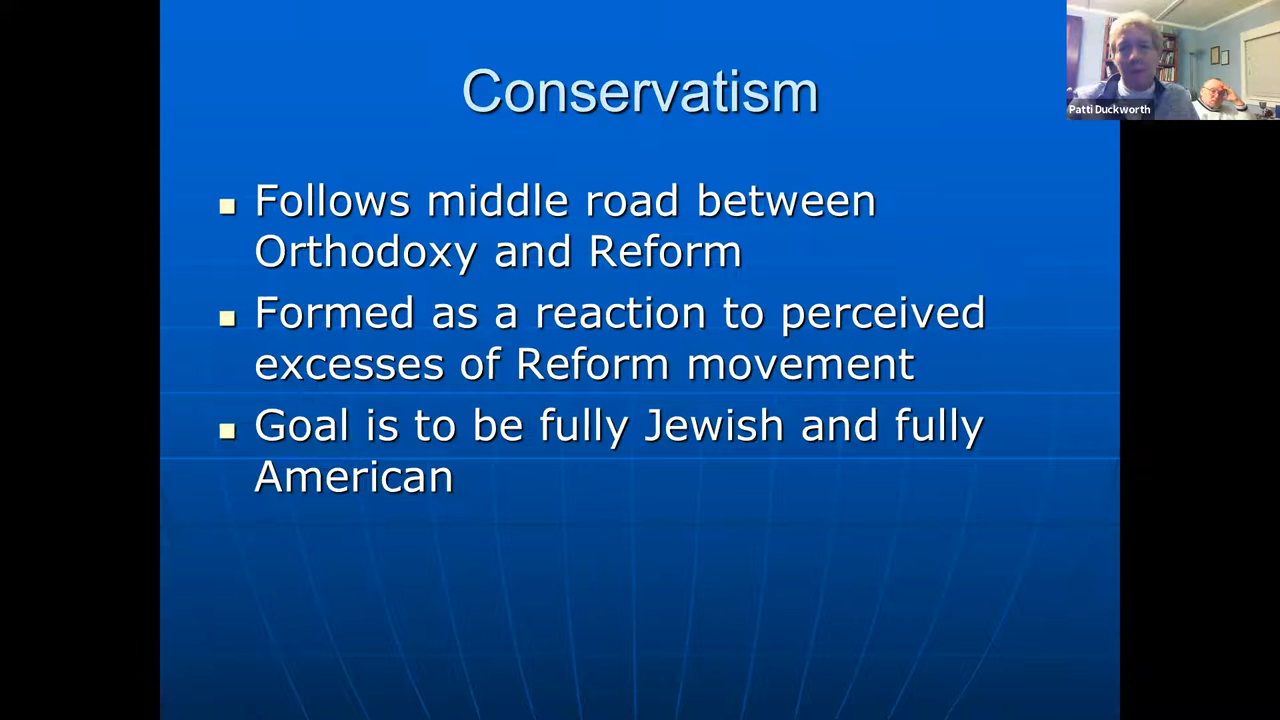 Conservatism
Follows middle road between
Orthodoxy and Reform
Formed as a reaction to perceived
excesses of Reform movement
Goal is to be fully Jewish and fully
American
Patti Duckworth